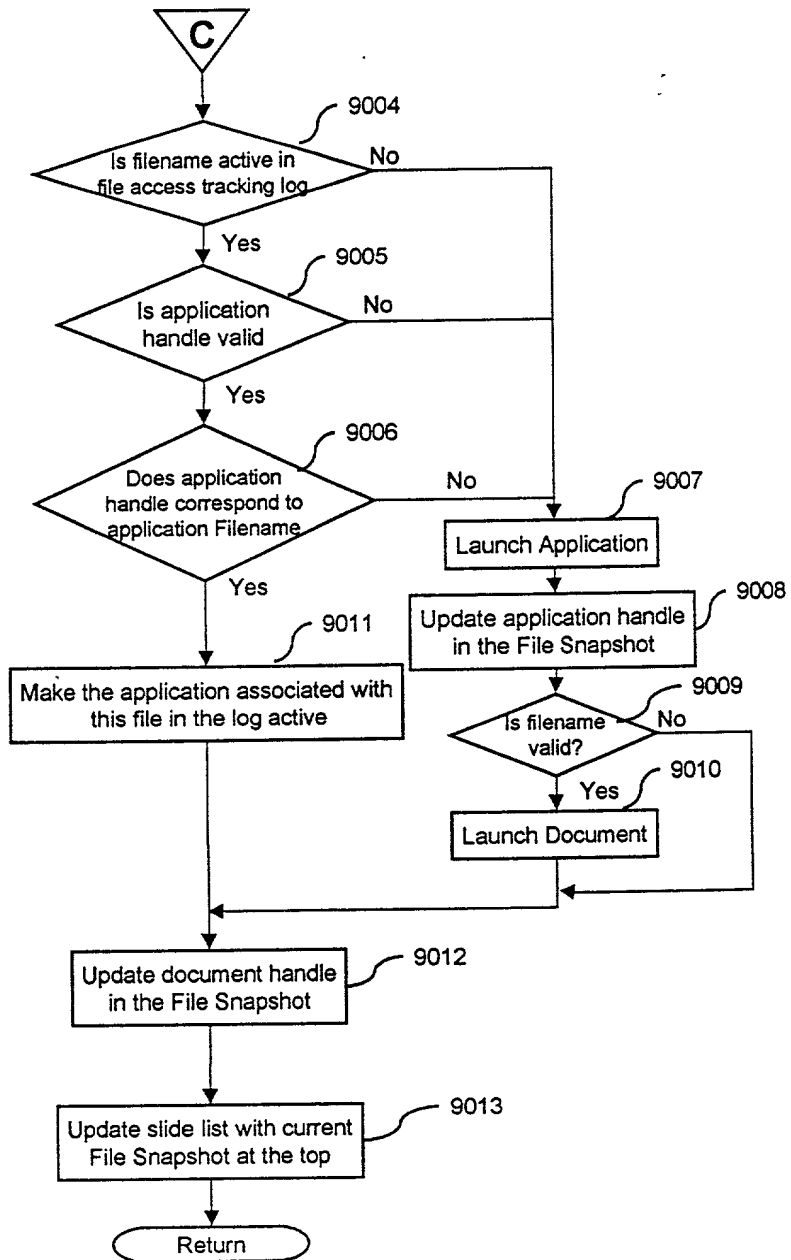 C
9004
Is filename active in
file access tracking log
No
Yes
9005
Is application
handle valid
No
Yes
9006
Does application
handle correspond to
application Filename
No
Yes
9007
Launch Application
9008
Update application handle
in the File Snapshot
9011
Make the application associated with
this file in the log active
9009
Is filename
valid?
No
Yes
9010
Launch Document
9012
Update document handle
in the File Snapshot
9013
Update slide list with current
File Snapshot at the top
Return